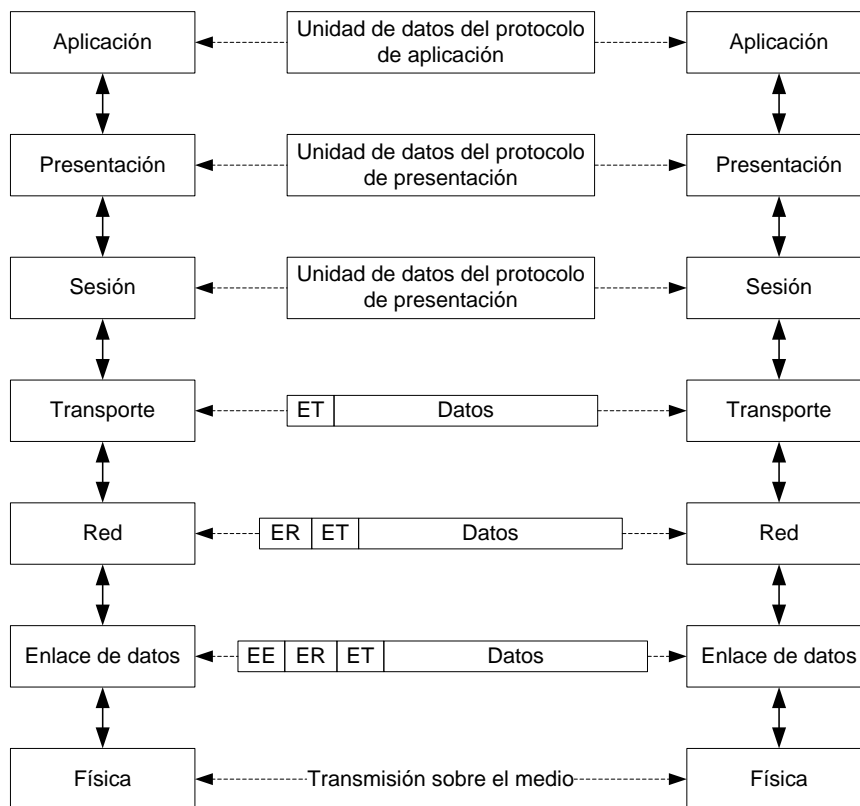 Aplicación
Unidad de datos del protocolo
de aplicación
Aplicación
Presentación
Unidad de datos del protocolo
de presentación
Presentación
Sesión
Unidad de datos del protocolo
de presentación
Sesión
Transporte
ET Datos
Transporte
Red
ER ET Datos
Red
Enlace de datos
EE ER ET Datos
Enlace de datos
Física
Transmisión sobre el medio
Física